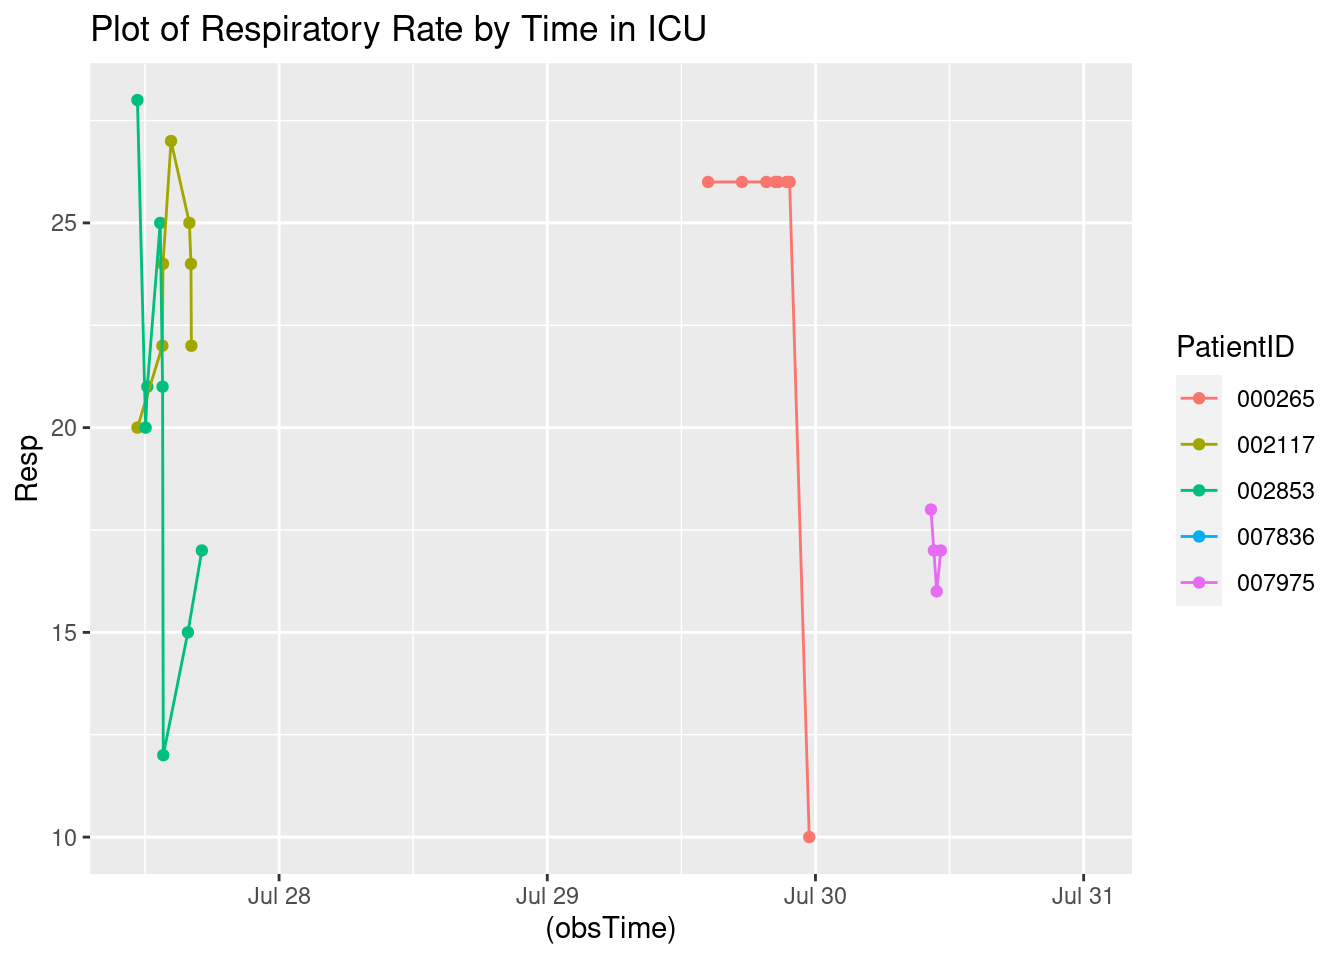 Plot of Respiratory Rate by Time in ICU
25
20
15
10
Resp
Jul 28
Jul 29
Jul 30
Jul 31
(obsTime)
PatientID
000265
002117
002853
007836
007975